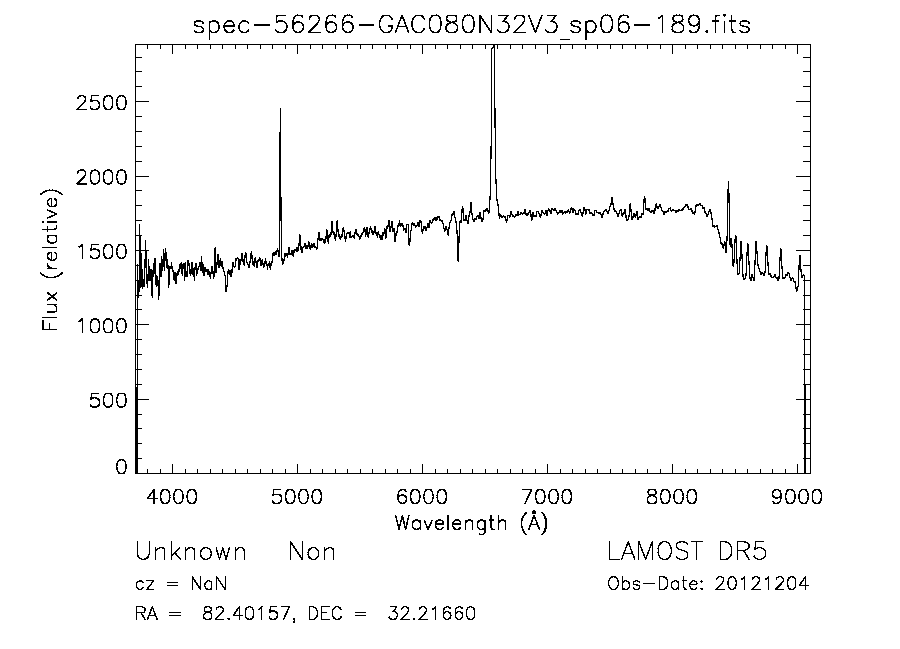 spec-56266-GAC080N32V3_sp06-189.fits
2500
2000
1500
1000
500
0
Flux (relative)
4000 5000 6000 7000 8000 9000
Wavelength (Å)
Unknown Non LAMOST DR5
cz = NaN Obs-Date: 20121204
RA = 82.40157, DEC = 32.21660